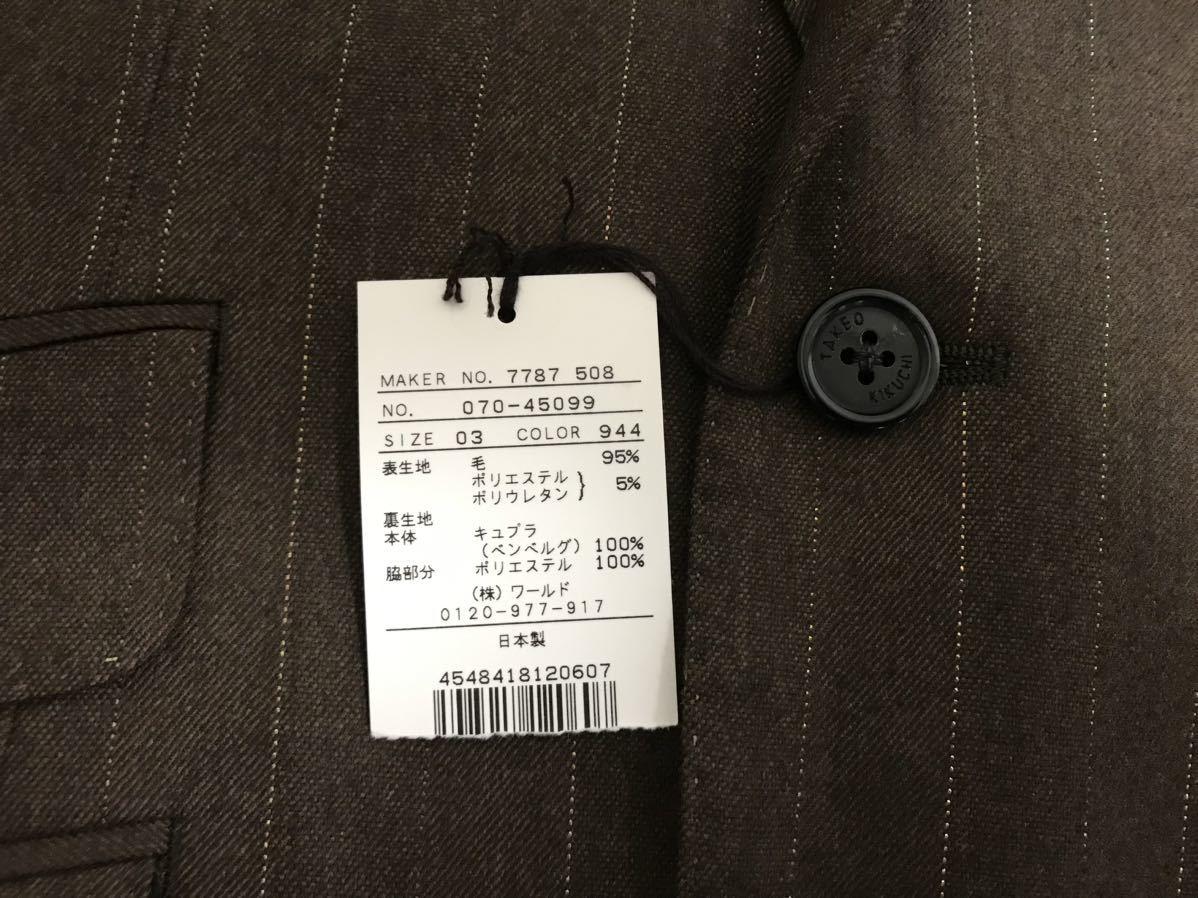 MAKER NO. 7787 508
NO. 070-45099
SIZE 03 COLOR 944
表生地 毛 95%
ポリエステル
ポリウレタン } 5%
裏生地
本体 キュプラ
(ベンベルグ) 100%
脇部分 ポリエステル 100%
(株) ワールド
0120-977-917
日本製
4548418120607
TAKEO
KIKUCHI